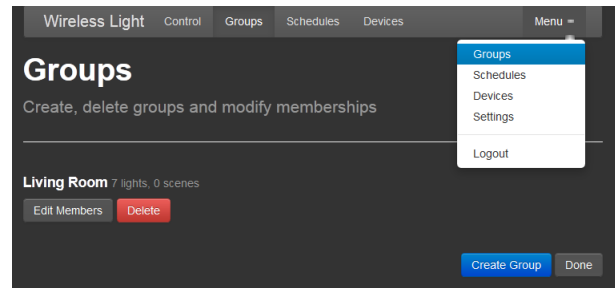 Wireless Light Control Groups Schedules Devices Menu
Groups
Schedules
Devices
Settings
Logout
Groups
Create, delete groups and modify memberships
Living Room 7 lights, 0 scenes
Edit Members Delete
Create Group Done